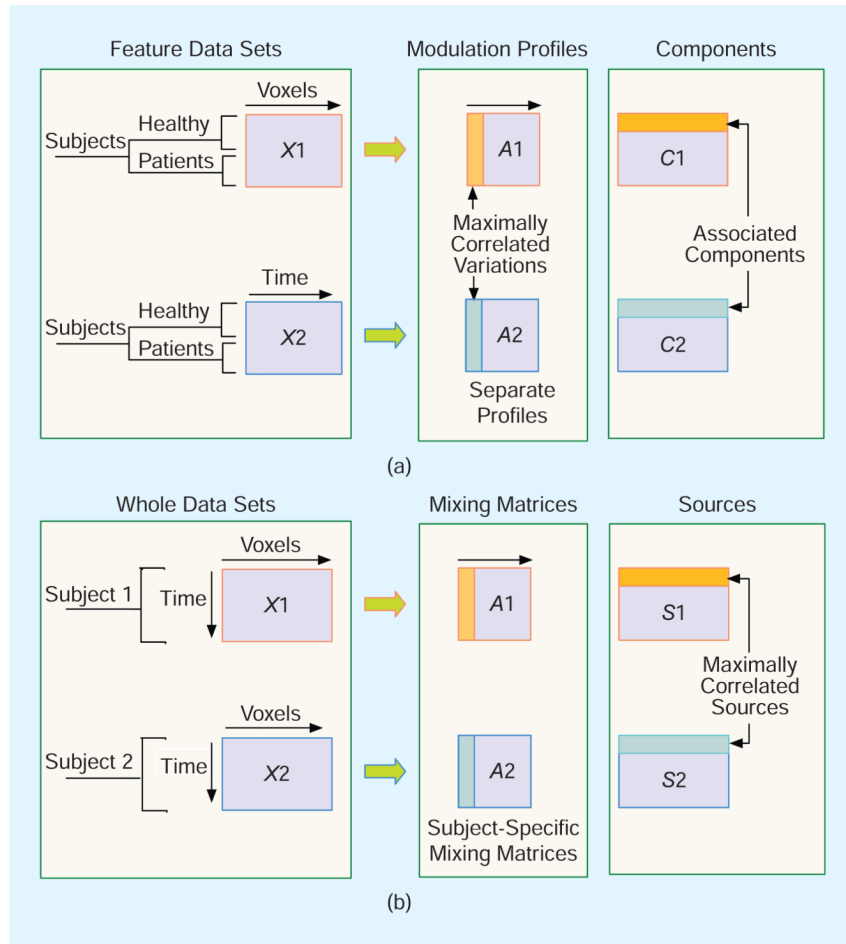 Feature Data Sets
Modulation Profiles
Components
Voxels
Healthy
Subjects
Patients
X1
A1
C1
Maximally
Correlated
Variations
Associated
Components
Time
Healthy
Subjects
Patients
X2
A2
C2
Separate
Profiles
(a)
Whole Data Sets
Mixing Matrices
Sources
Voxels
Subject 1
Time
X1
A1
S1
Maximally
Correlated
Sources
Voxels
Subject 2
Time
X2
A2
S2
Subject-Specific
Mixing Matrices
(b)